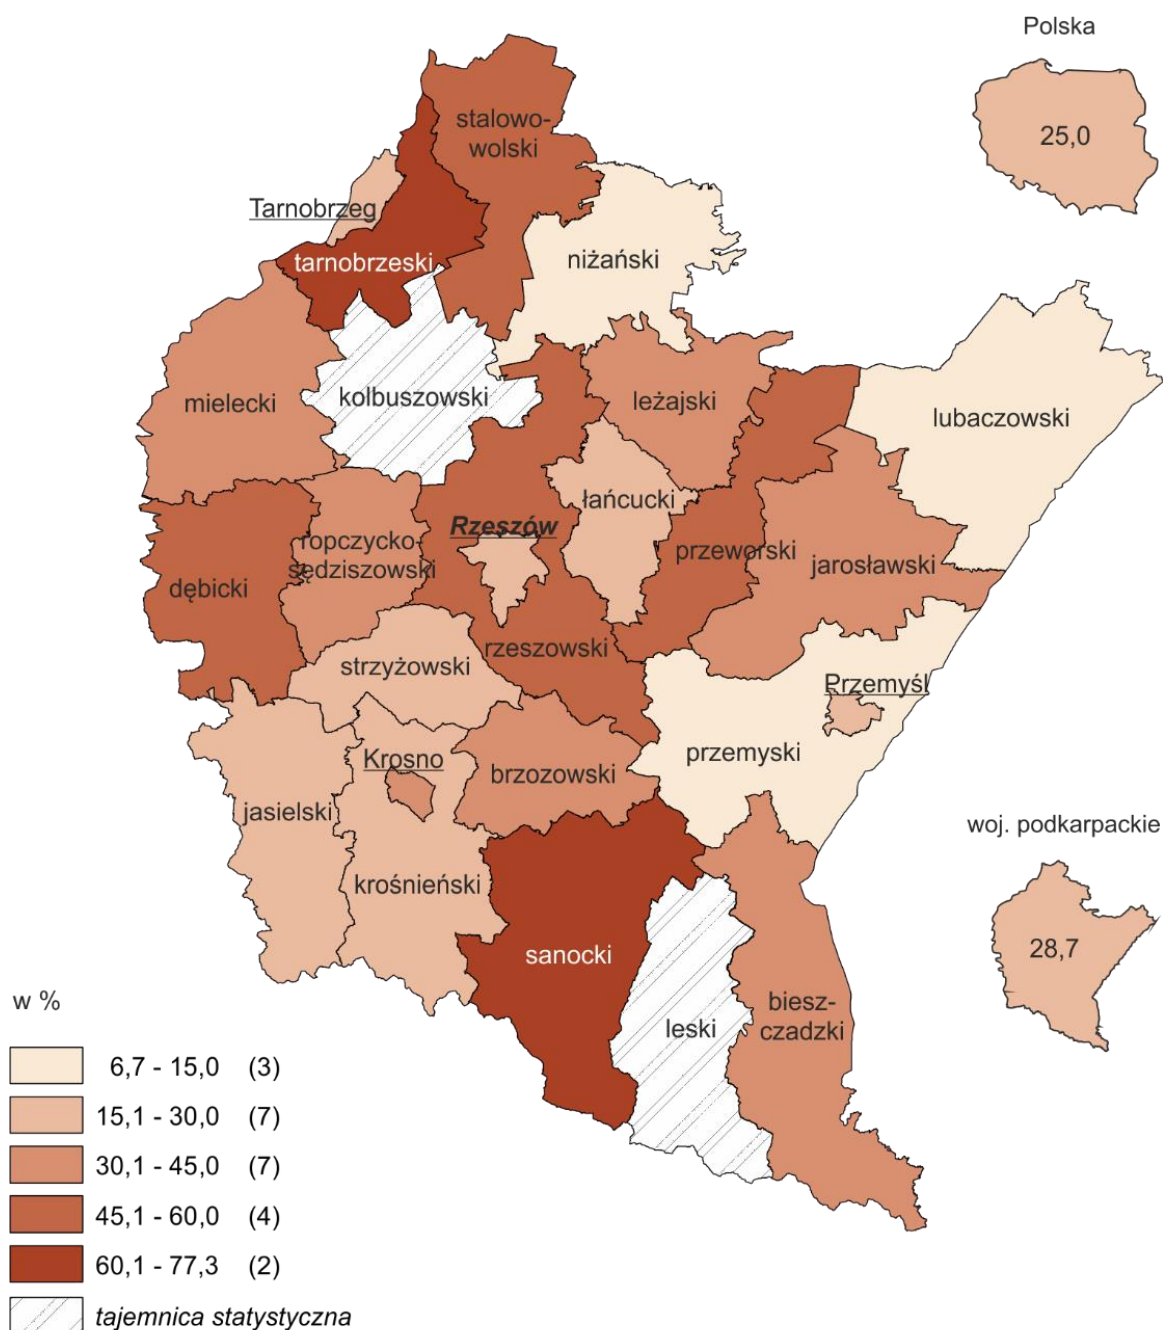 Polska
25,0
stalowo-
wolski
Tarnobrzeg
tarnobrzeski
niżański
mielecki
kolbuszowski
leżajski
lubaczowski
łańcucki
Rzeszów
ropczycko-
sędziszowski
przeworski
jarosławski
dębicki
rzeszowski
strzyżowski
Przemyśl
Krosno
brzozowski
przemyski
jasielski
woj. podkarpackie
krośnieński
28,7
sanocki
leski
biesz-
czadzki
w %
6,7 - 15,0 (3)
15,1 - 30,0 (7)
30,1 - 45,0 (7)
45,1 - 60,0 (4)
60,1 - 77,3 (2)
tajemnica statystyczna